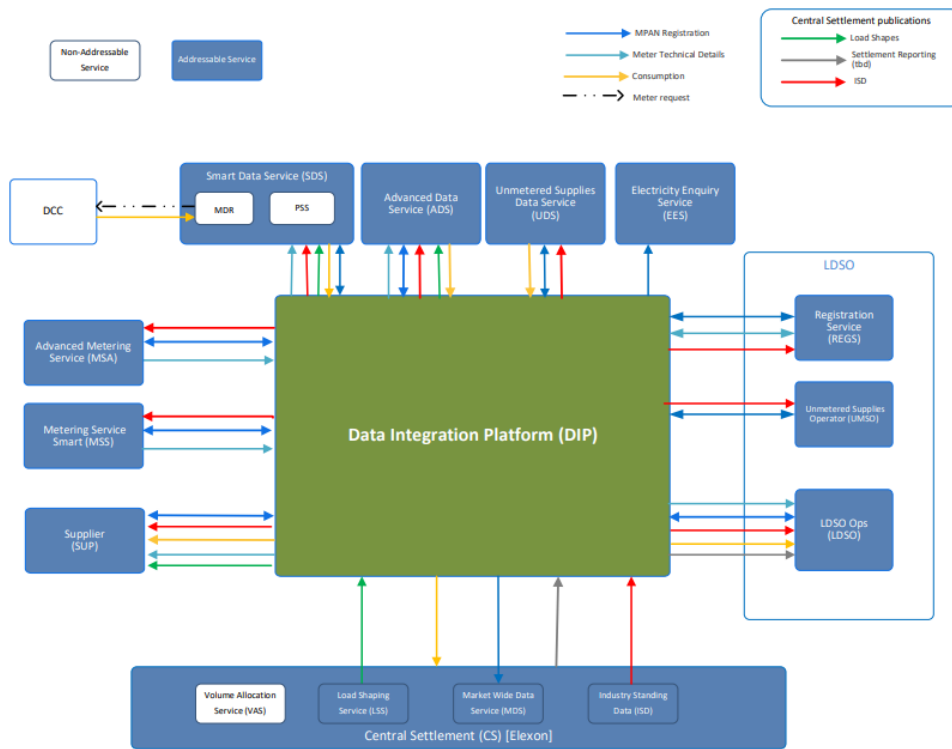 Non-Addressable
Service
Addressable Service
MPAN Registration
Meter Technical Details
Consumption
Meter request
Central Settlement publications
Load Shapes
Settlement Reporting
(tbd)
ISD
DCC
Smart Data Service (SDS)
MDR
PSS
Advanced Data
Service (ADS)
Unmetered Supplies
Data Service
(UDS)
Electricity Enquiry
Service
(EES)
LDSO
Registration
Service
(REGS)
Unmetered Supplies
Operator (UMSO)
LDSO Ops
(LDSO)
Advanced Metering
Service (MSA)
Metering Service
Smart (MSS)
Supplier
(SUP)
Data Integration Platform (DIP)
Volume Allocation
Service (VAS)
Load Shaping
Service (LSS)
Market Wide Data
Service (MDS)
Industry Standing
Data (ISD)
Central Settlement (CS) [Elexon]